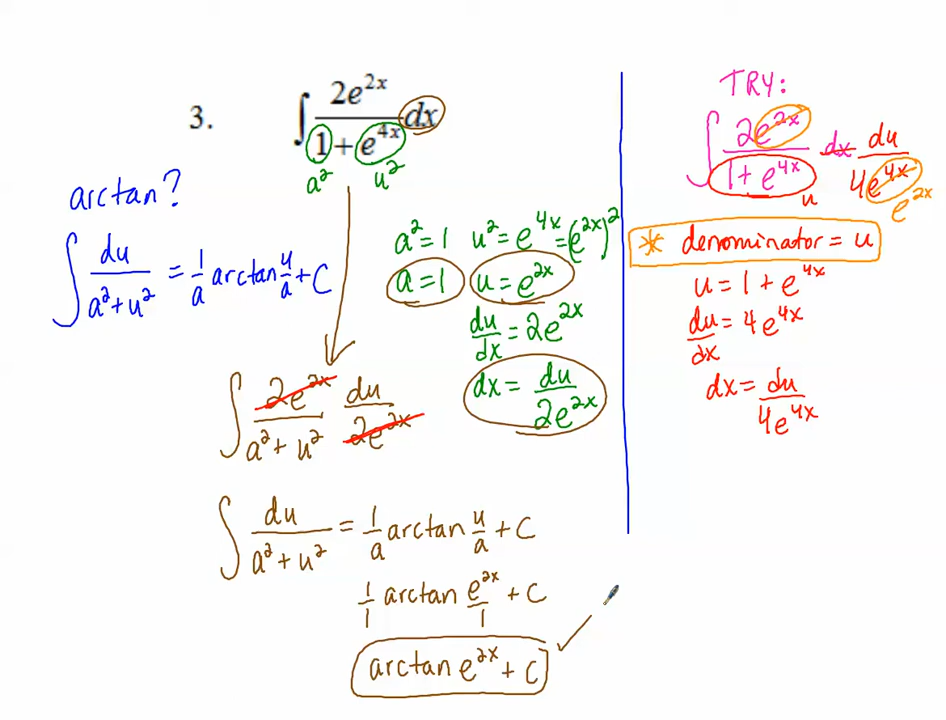 3. ∫ 2e^{2x} / (1 + e^{4x}) dx
a² u²
arctan?
∫ du / (a² + u²) = 1/a arctan u/a + C
a² = 1 u² = e^{4x} = (e^{2x})²
a = 1 u = e^{2x}
du/dx = 2e^{2x}
dx = du / 2e^{2x}
∫ 2e^{2x} / (a² + u²) du / 2e^{2x}
∫ du / (a² + u²) = 1/a arctan u/a + C
1/1 arctan e^{2x}/1 + C
arctan e^{2x} + C
TRY:
∫ 2e^{2x} / (1 + e^{4x}) dx du / 4e^{4x}
u e^{2x}
* denominator = u
u = 1 + e^{4x}
du/dx = 4e^{4x}
dx = du / 4e^{4x}